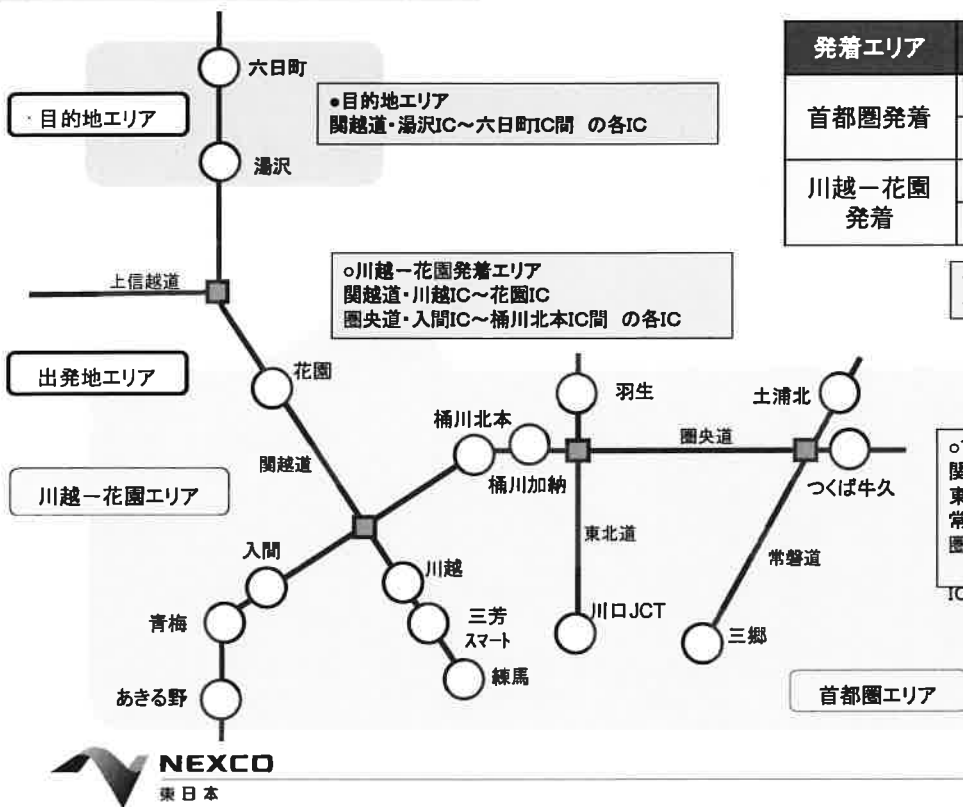 六日町
目的地エリア
●目的地エリア
関越道・湯沢IC～六日町IC間 の各IC
湯沢
発着エリア
首都圏発着
川越－花園
発着
上信越道
○川越－花園発着エリア
関越道・川越IC～花園IC
圏央道・入間IC～桶川北本IC間 の各IC
出発地エリア
花園
羽生
土浦北
桶川北本
圏央道
関越道
桶川加納
つくば牛久
川越－花園エリア
東北道
常磐道
入間
川越
青梅
三芳
スマート
川口JCT
三郷
練馬
あきる野
首都圏エリア
NEXCO
東日本